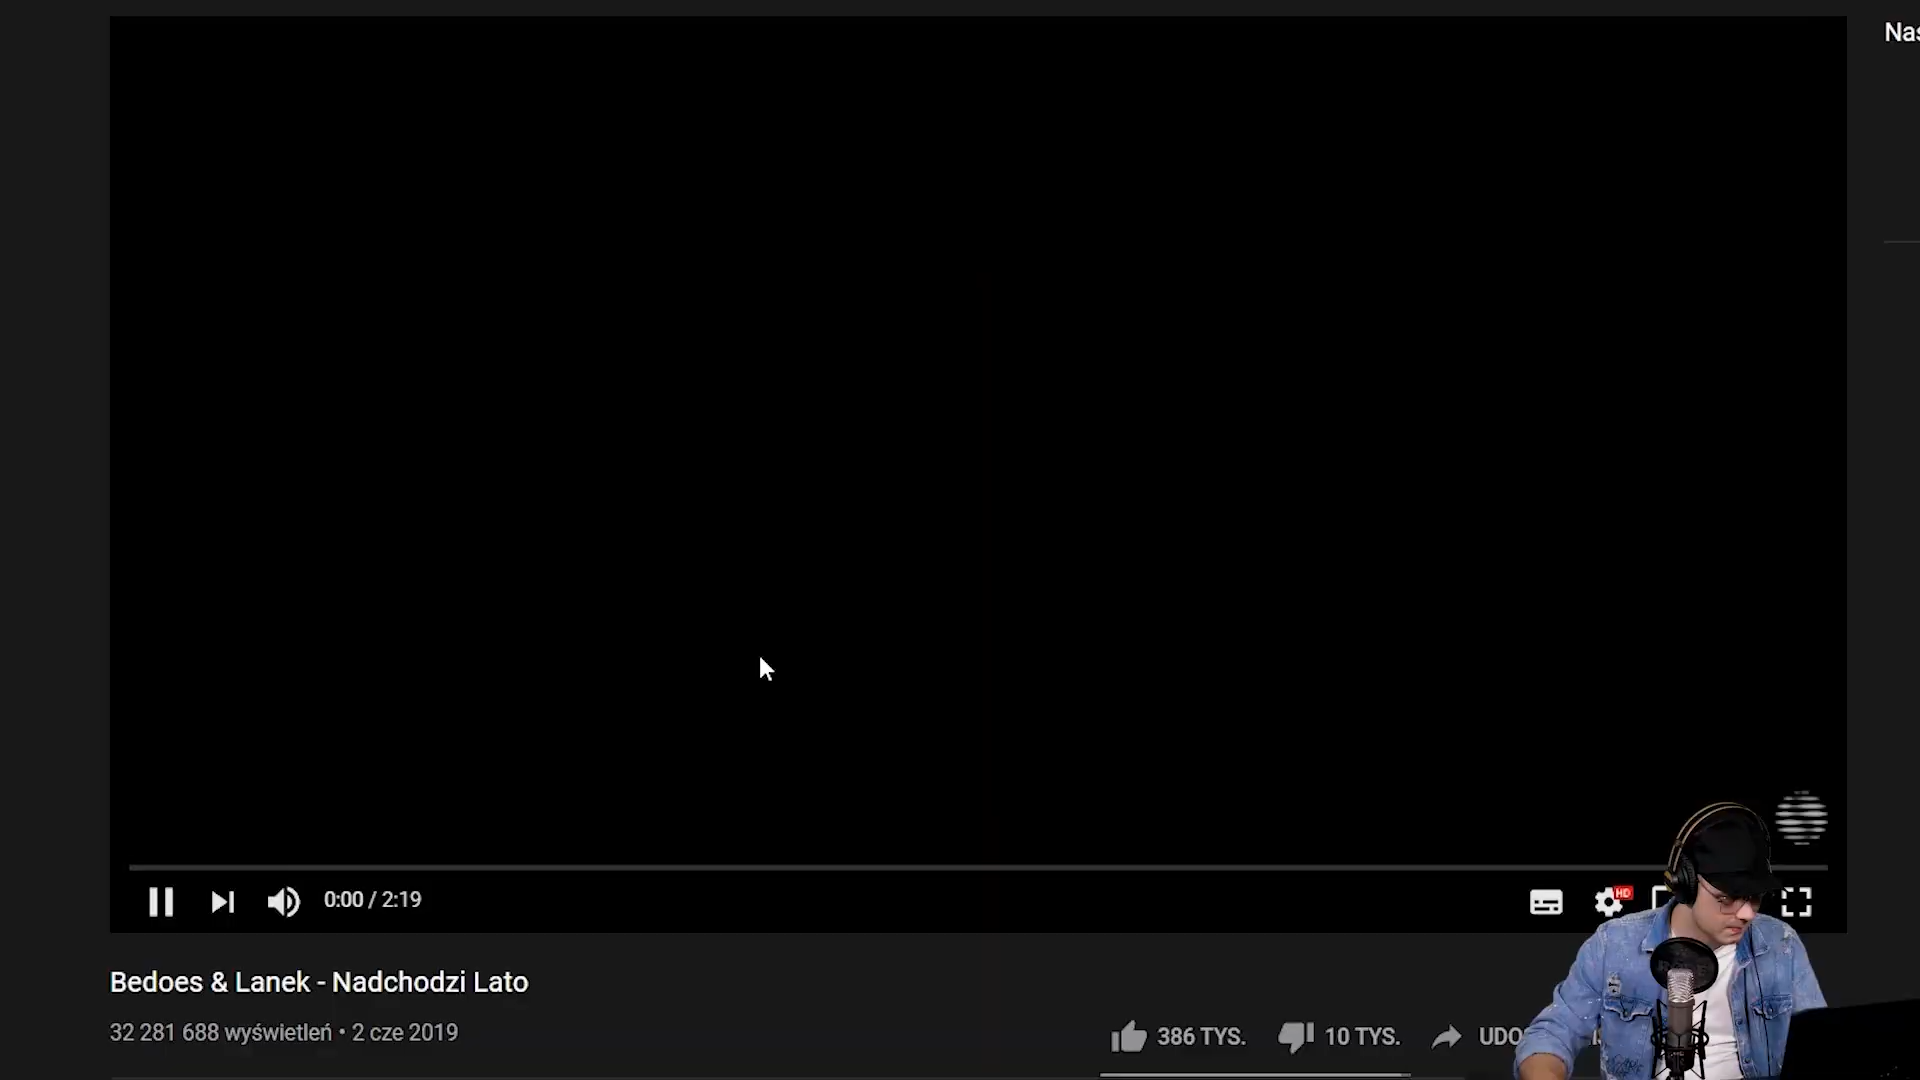 Nas
HD
0:00 / 2:19
Bedoes & Lanek - Nadchodzi Lato
32 281 688 wyświetleń • 2 cze 2019
386 TYS.
10 TYS.
UDO